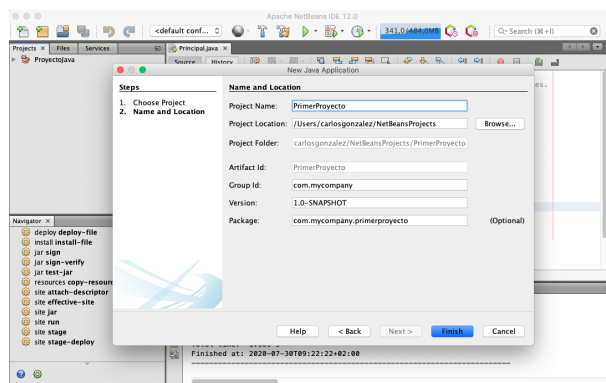 Apache NetBeans IDE 12.0
<default conf...
341,0/484,0MB
Search (⌘+I)
Projects
Files
Services
Principal.java
ProyectoJava
Source
History
New Java Application
Steps
1. Choose Project
2. Name and Location
Name and Location
Project Name: PrimerProyecto
Project Location: /Users/carlosgonzalez/NetBeansProjects Browse...
Project Folder: carlosgonzalez/NetBeansProjects/PrimerProyecto
Artifact Id: PrimerProyecto
Group Id: com.mycompany
Version: 1.0-SNAPSHOT
Package: com.mycompany.primerproyecto (Optional)
Help < Back Next > Finish Cancel
es.
Navigator
deploy deploy-file
install install-file
jar sign
jar sign-verify
jar test-jar
resources copy-resourc
site attach-descriptor
site effective-site
site jar
site run
site stage
site stage-deploy
Finished at: 2020-07-30T09:22:22+02:00